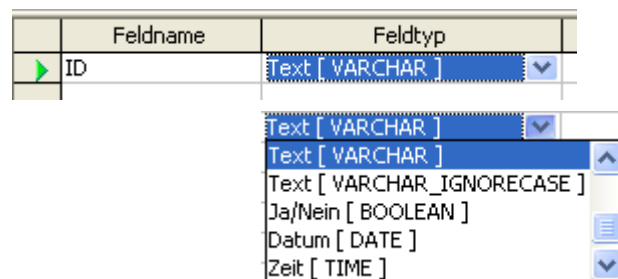 Feldname Feldtyp
ID Text [ VARCHAR ]
Text [ VARCHAR ]
Text [ VARCHAR ]
Text [ VARCHAR_IGNORECASE ]
Ja/Nein [ BOOLEAN ]
Datum [ DATE ]
Zeit [ TIME ]